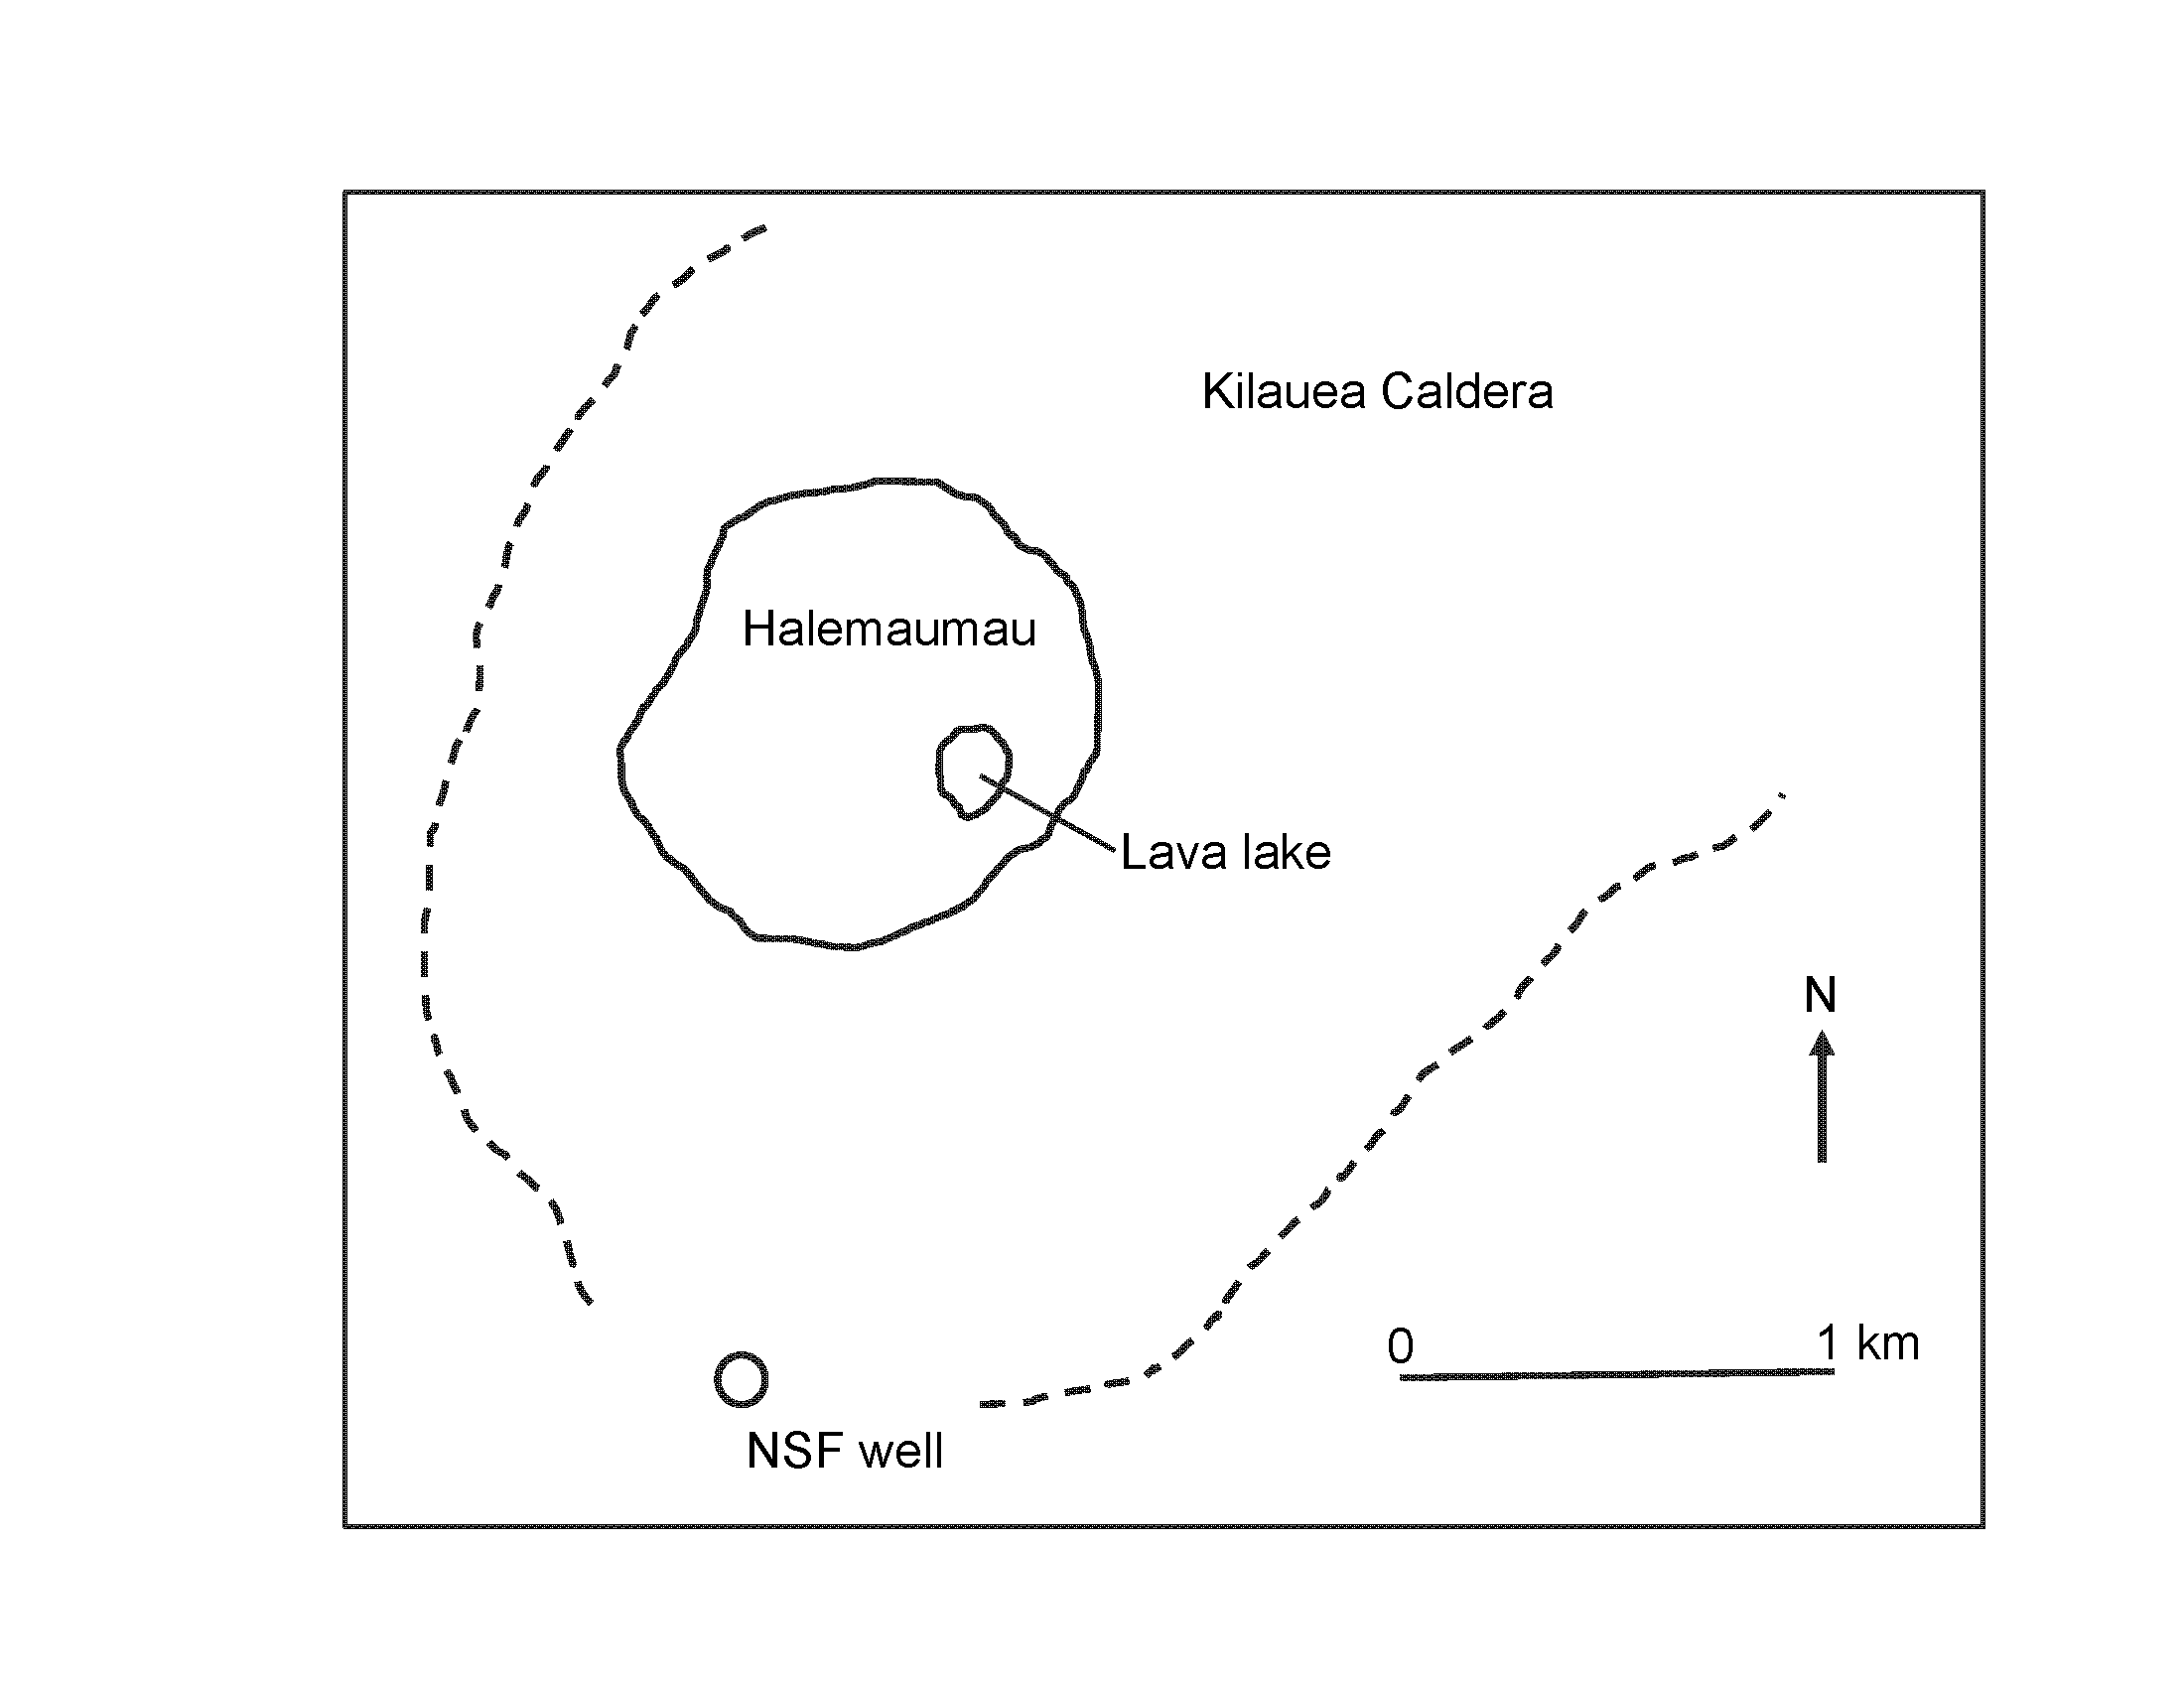 Kilauea Caldera
Halemaumau
Lava lake
N
0
1 km
NSF well